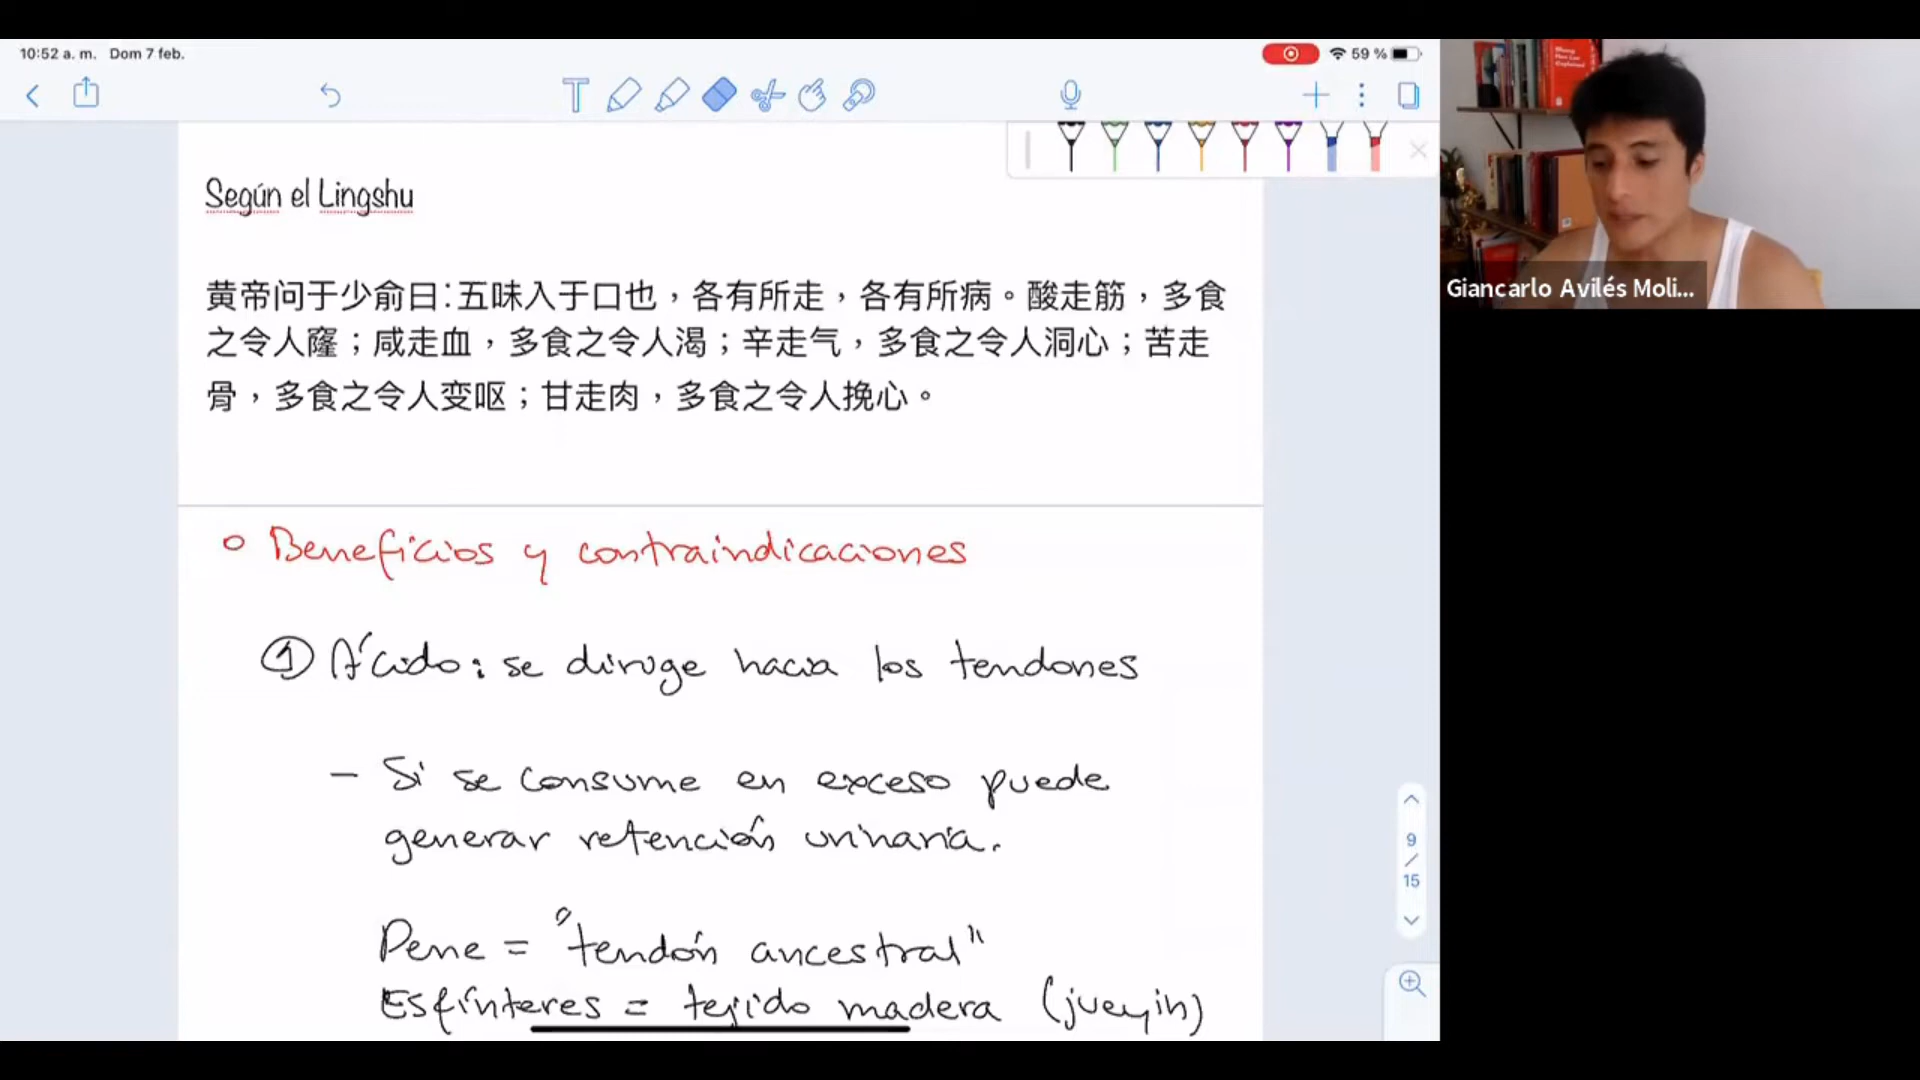 10:52 a. m. Dom 7 feb.
59 %
Según el Lingshu
黄帝问于少俞曰:五味入于口也，各有所走，各有所病。酸走筋，多食
之令人窿；咸走血，多食之令人渴；辛走气，多食之令人洞心；苦走
骨，多食之令人变呕；甘走肉，多食之令人挽心。
Beneficios y contraindicaciones
① Ácido: se diruge hacia los tendones
- Si se consume en exceso puede
generar retención urinaria.
Pene = "tendón ancestral"
Esfínteres = tejido madera (jueyin)
9
/
15
Giancarlo Avilés Moli...